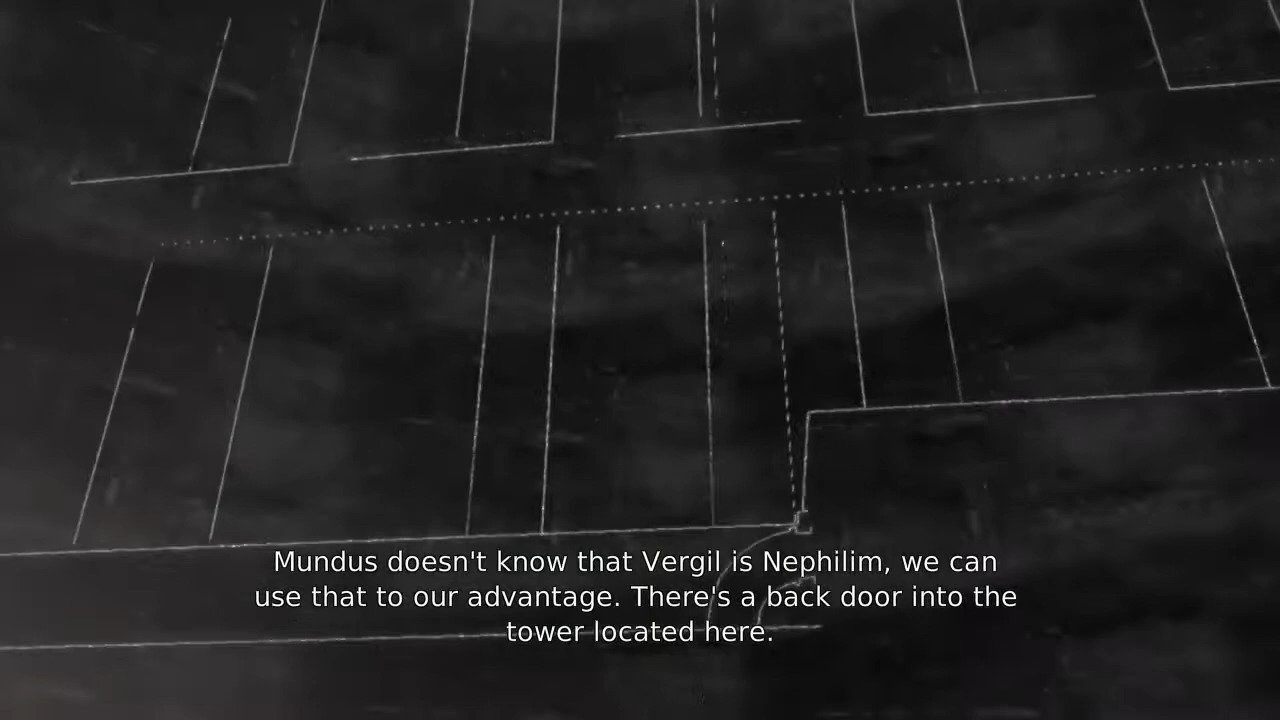 Mundus doesn't know that Vergil is Nephilim, we can
use that to our advantage. There's a back door into the
tower located here.